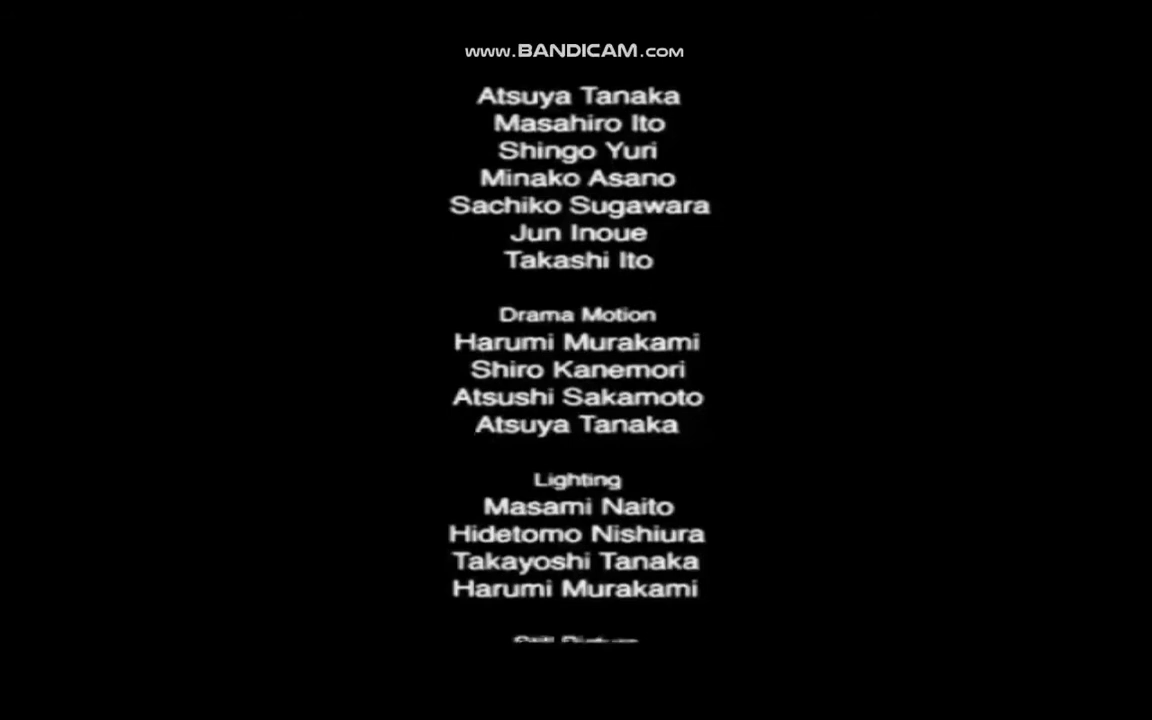 www.BANDICAM.com
Atsuya Tanaka
Masahiro Ito
Shingo Yuri
Minako Asano
Sachiko Sugawara
Jun Inoue
Takashi Ito
Drama Motion
Harumi Murakami
Shiro Kanemori
Atsushi Sakamoto
Atsuya Tanaka
Lighting
Masami Naito
Hidetomo Nishiura
Takayoshi Tanaka
Harumi Murakami